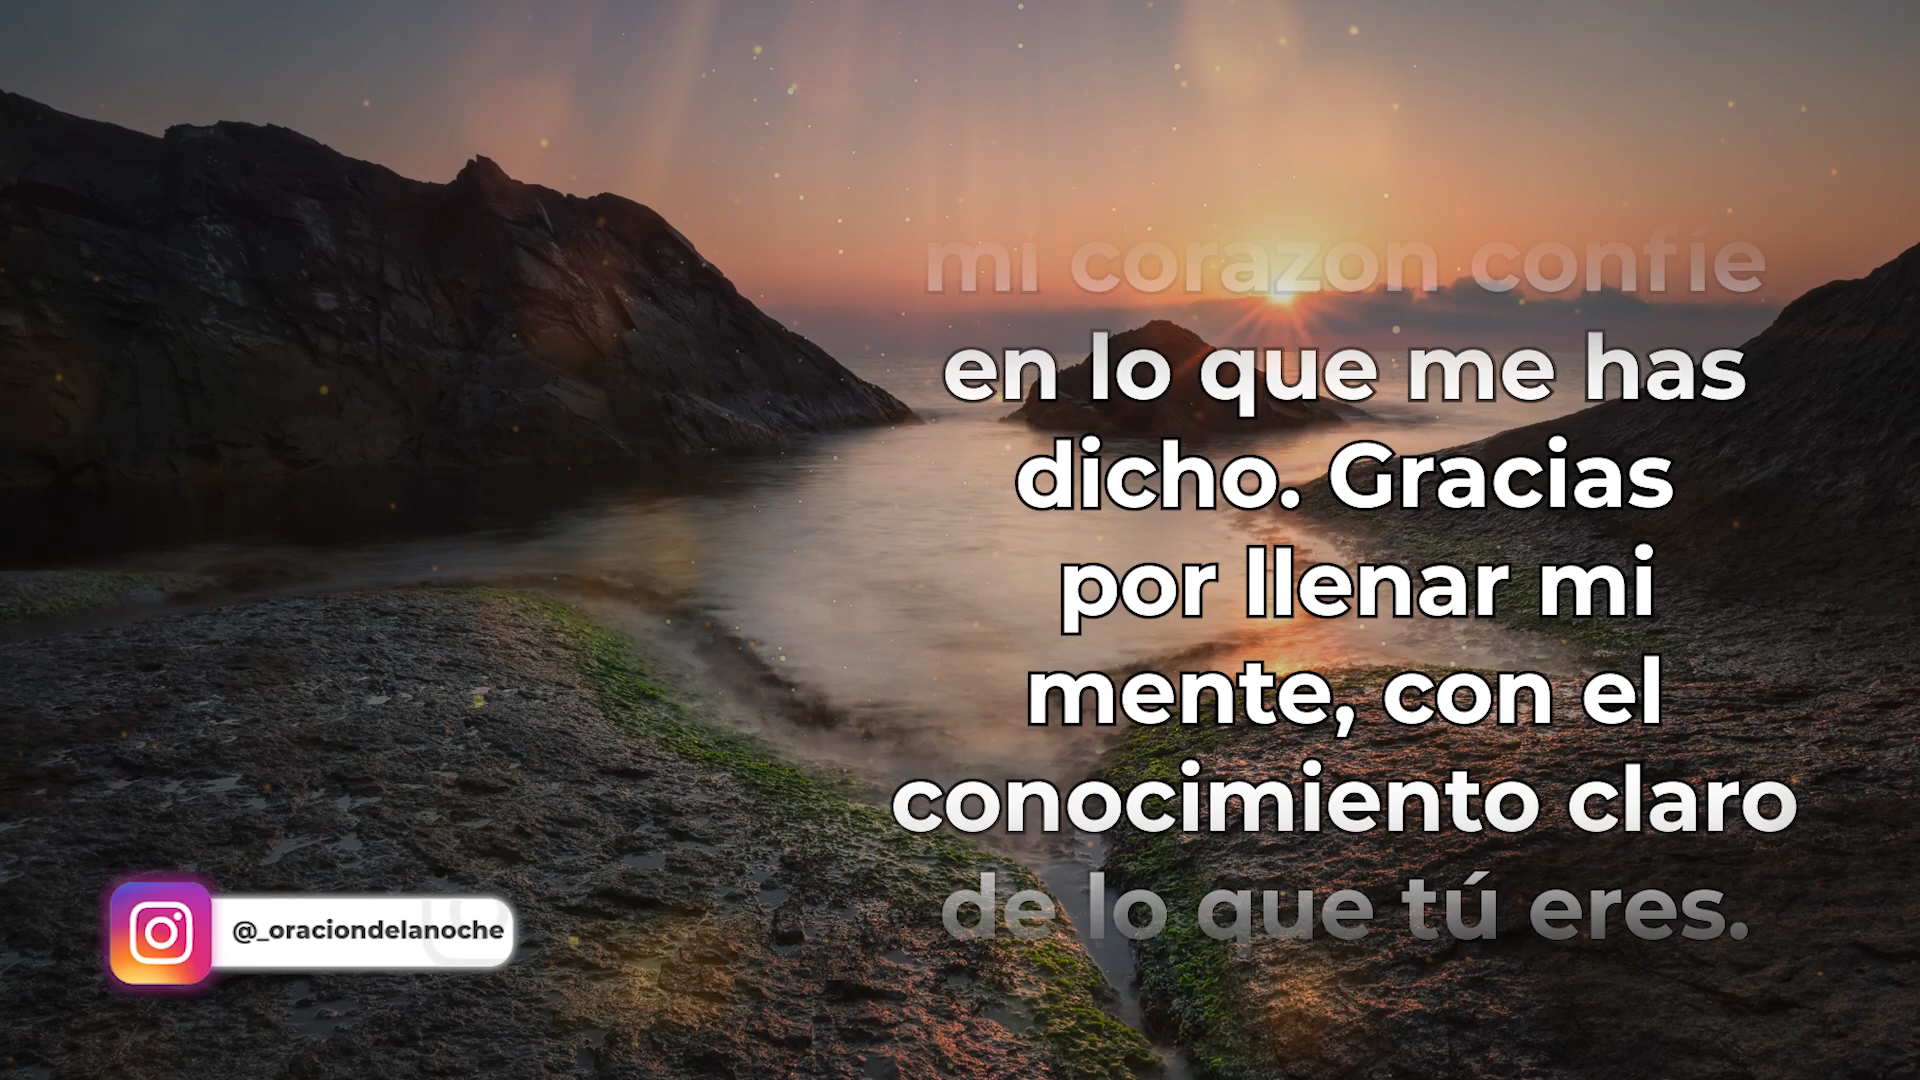 mi corazon confíe
en lo que me has
dicho. Gracias
por llenar mi
mente, con el
conocimiento claro
de lo que tú eres.
@_oraciondelanoche